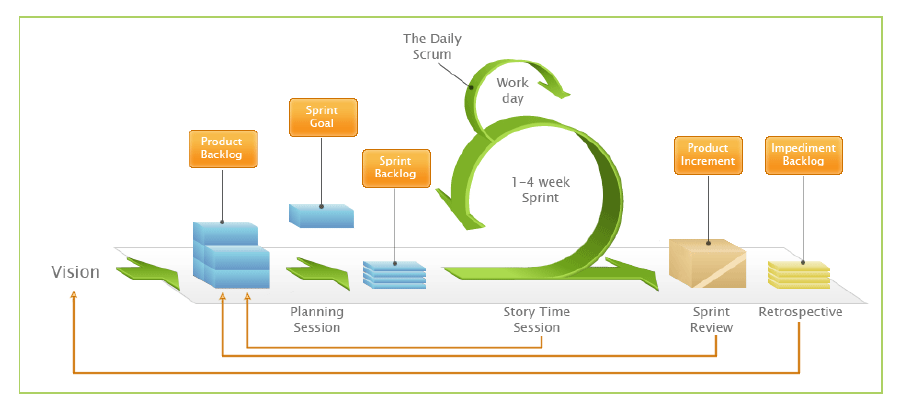 The Daily
Scrum
Work
day
Sprint
Goal
Product
Backlog
Sprint
Backlog
1-4 week
Sprint
Product
Increment
Impediment
Backlog
Vision
Planning
Session
Story Time
Session
Sprint
Review
Retrospective